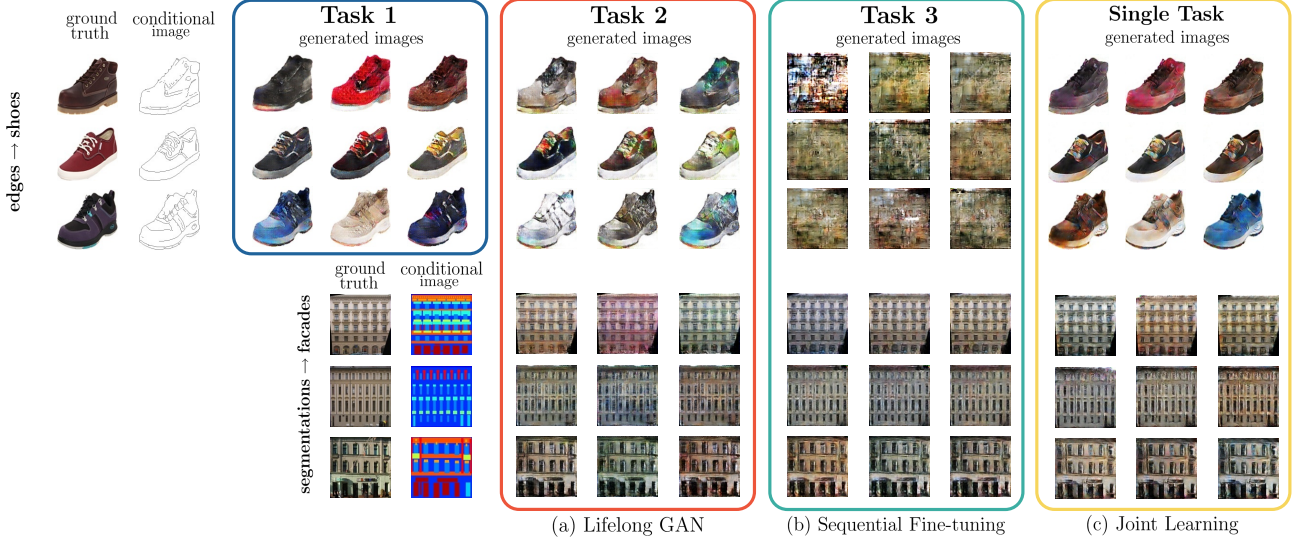 Task 1
Task 2
Task 3
Single Task
ground
truth
conditional
image
generated images
generated images
generated images
generated images
edges → shoes
ground
truth
conditional
image
segmentations → facades
(a) Lifelong GAN
(b) Sequential Fine-tuning
(c) Joint Learning